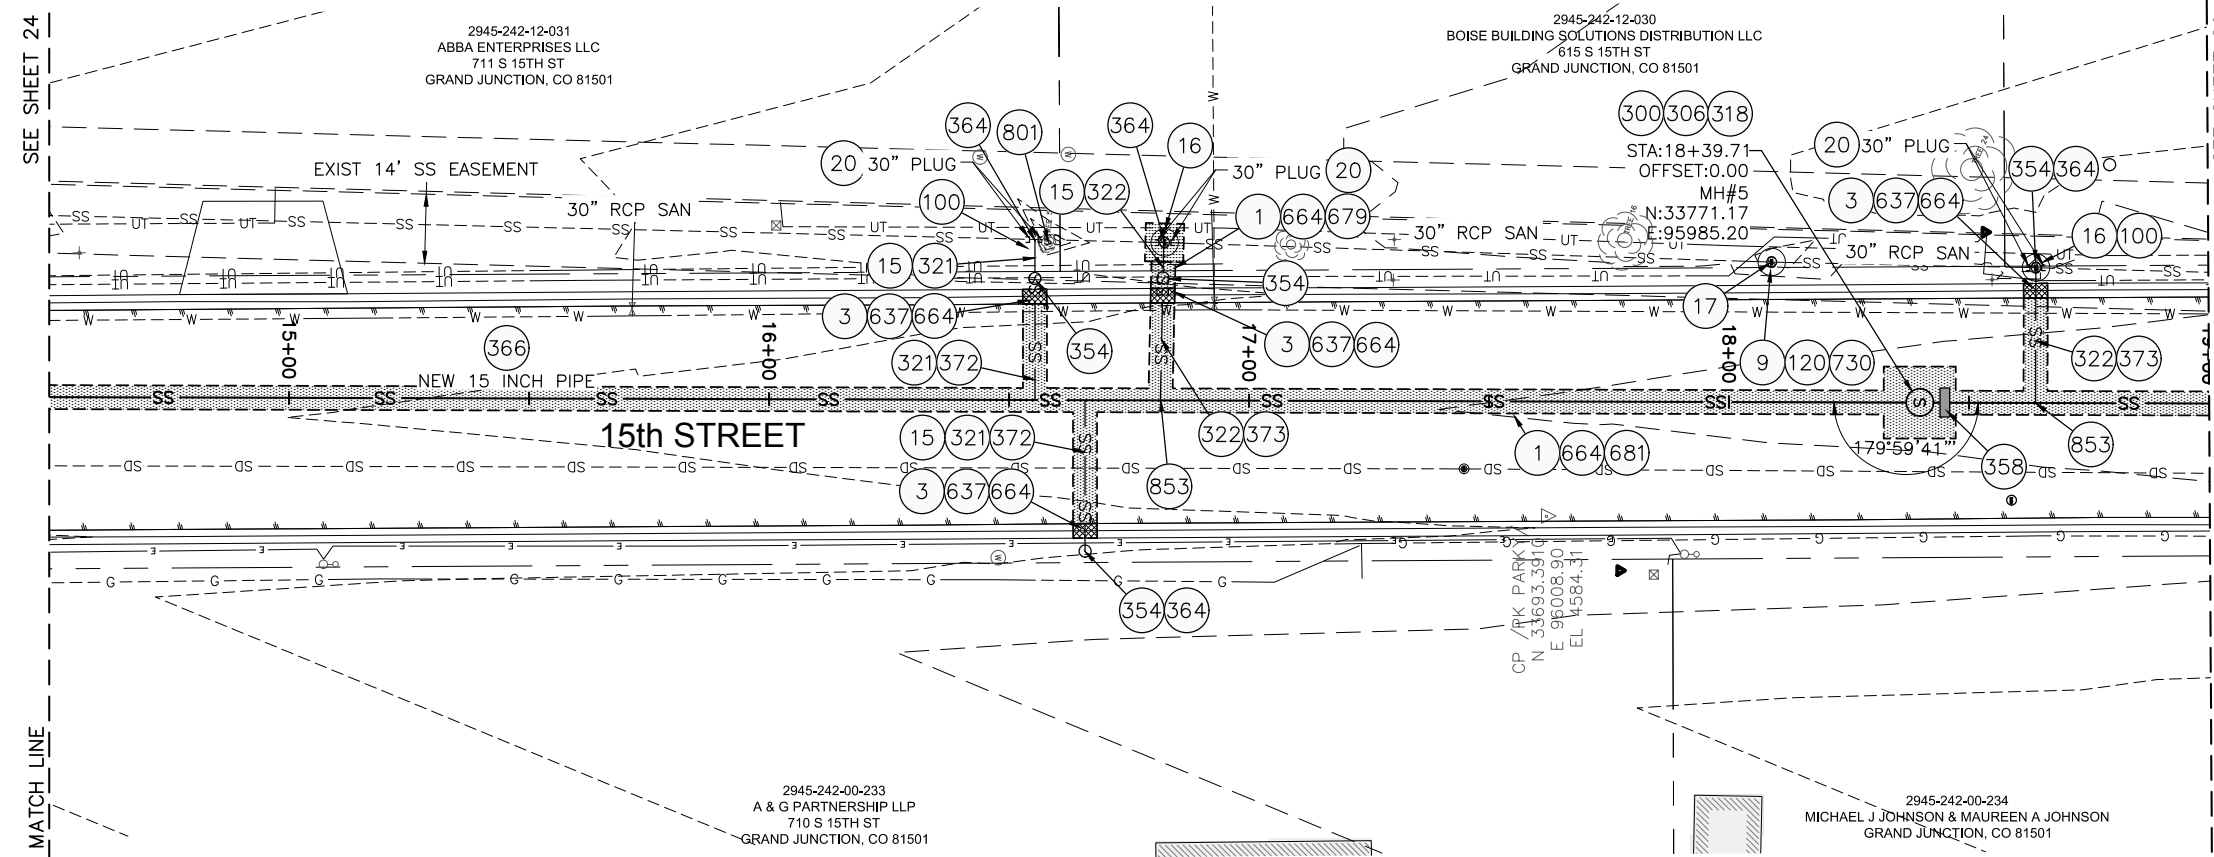 SEE SHEET 24
MATCH LINE
2945-242-12-031
ABBA ENTERPRISES LLC
711 S 15TH ST
GRAND JUNCTION, CO 81501
2945-242-12-030
BOISE BUILDING SOLUTIONS DISTRIBUTION LLC
615 S 15TH ST
GRAND JUNCTION, CO 81501
EXIST 14' SS EASEMENT
30" RCP SAN
364
801
20 30" PLUG
100
15 322
364
16
30" PLUG 20
1 664 679
30" RCP SAN
300 306 318
STA:18+39.71
OFFSET:0.00
MH#5
N:33771.17
E:95985.20
20 30" PLUG
354 364
3 637 664
16 100
30" RCP SAN
15 321
3 637 664
354
354
3 637 664
17
9 120 730
322 373
15+00
16+00
17+00
18+00
366
321 372
NEW 15 INCH PIPE
15th STREET
15 321 372
3 637 664
322 373
853
1 664 681
179°59'41"
358
853
354 364
CP /PK PARKY
N 33693.3910
E 96008.90
EL 4584.31
2945-242-00-233
A & G PARTNERSHIP LLP
710 S 15TH ST
GRAND JUNCTION, CO 81501
2945-242-00-234
MICHAEL J JOHNSON & MAUREEN A JOHNSON
GRAND JUNCTION, CO 81501